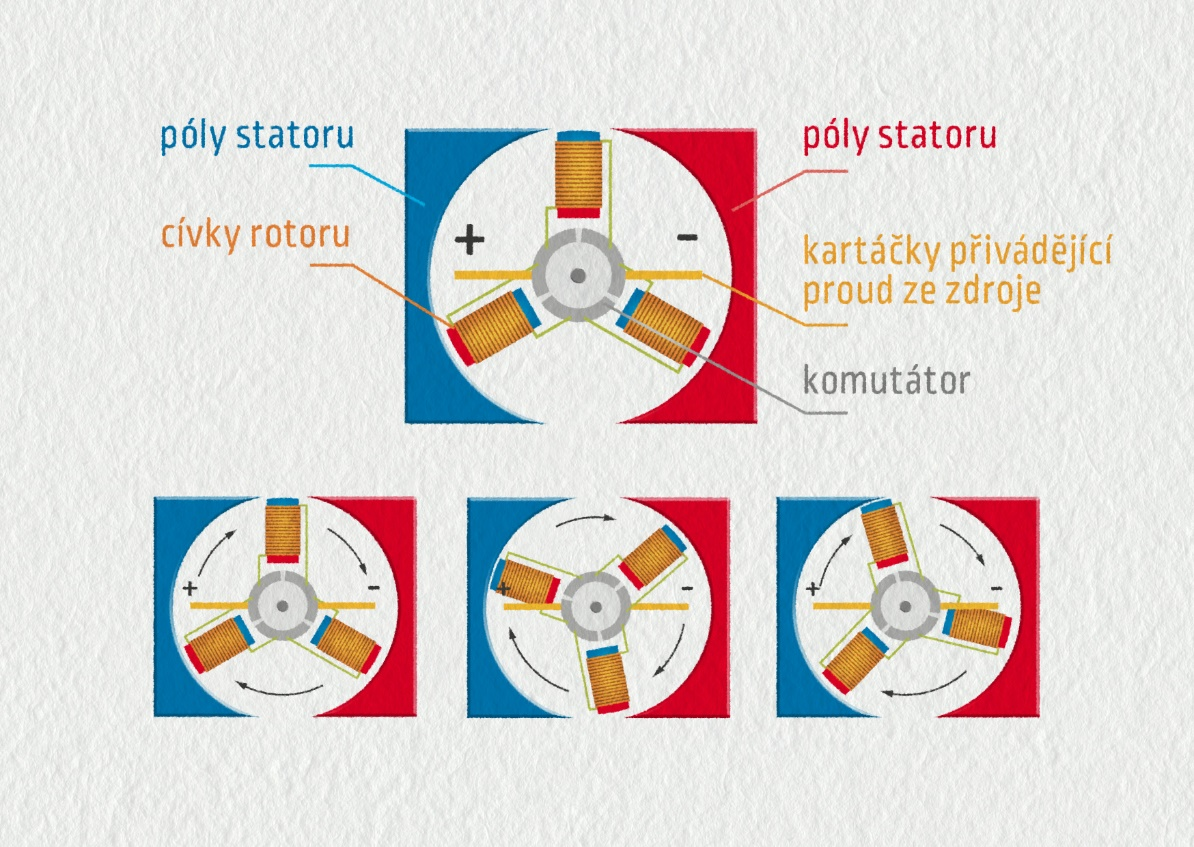 póly statoru
póly statoru
cívky rotoru
+
-
kartáčky přivádějící
proud ze zdroje
komutátor
+
-
+
-
+
-